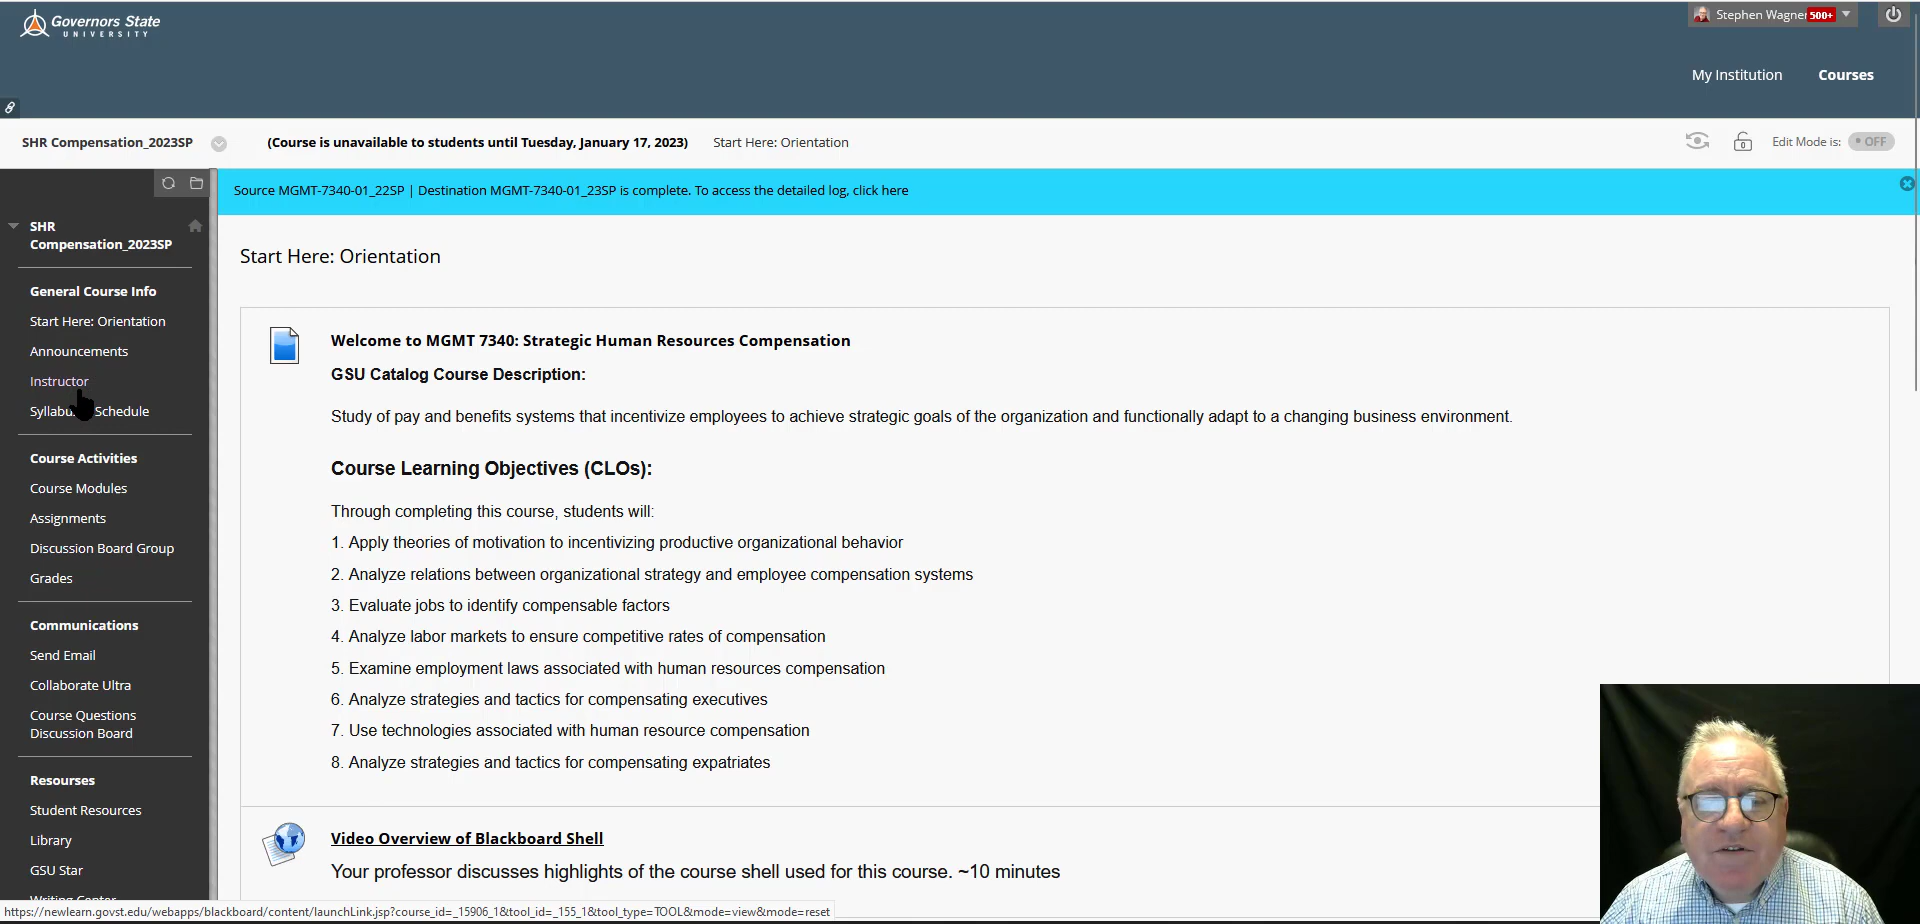 Governors State
UNIVERSITY
Stephen Wagner 500+
My Institution
Courses
SHR Compensation_2023SP
(Course is unavailable to students until Tuesday, January 17, 2023)
Start Here: Orientation
0
Edit Mode is:
OFF
Source MGMT-7340-01_22SP | Destination MGMT-7340-01_23SP is complete. To access the detailed log, click here
SHR
Compensation_2023SP
General Course Info
Start Here: Orientation
Announcements
Instructor
Schedule
Course Activities
Course Modules
Assignments
Discussion Board Group
Grades
Communications
Send Email
Collaborate Ultra
Course Questions
Discussion Board
Resourses
Student Resources
Library
GSU Star
Writing Center
Start Here: Orientation
Welcome to MGMT 7340: Strategic Human Resources Compensation
GSU Catalog Course Description:
Study of pay and benefits systems that incentivize employees to achieve strategic goals of the organization and functionally adapt to a changing business environment.
Course Learning Objectives (CLOs):
Through completing this course, students will:
1. Apply theories of motivation to incentivizing productive organizational behavior
2. Analyze relations between organizational strategy and employee compensation systems
3. Evaluate jobs to identify compensable factors
4. Analyze labor markets to ensure competitive rates of compensation
5. Examine employment laws associated with human resources compensation
6. Analyze strategies and tactics for compensating executives
7. Use technologies associated with human resource compensation
8. Analyze strategies and tactics for compensating expatriates
Video Overview of Blackboard Shell
Your professor discusses highlights of the course shell used for this course. ~10 minutes
https://newlearn.govst.edu/webapps/blackboard/content/launchLink.jsp?course_id=_15906_1&tool_id=_155_1&tool_type=TOOL&mode=view&mode=reset